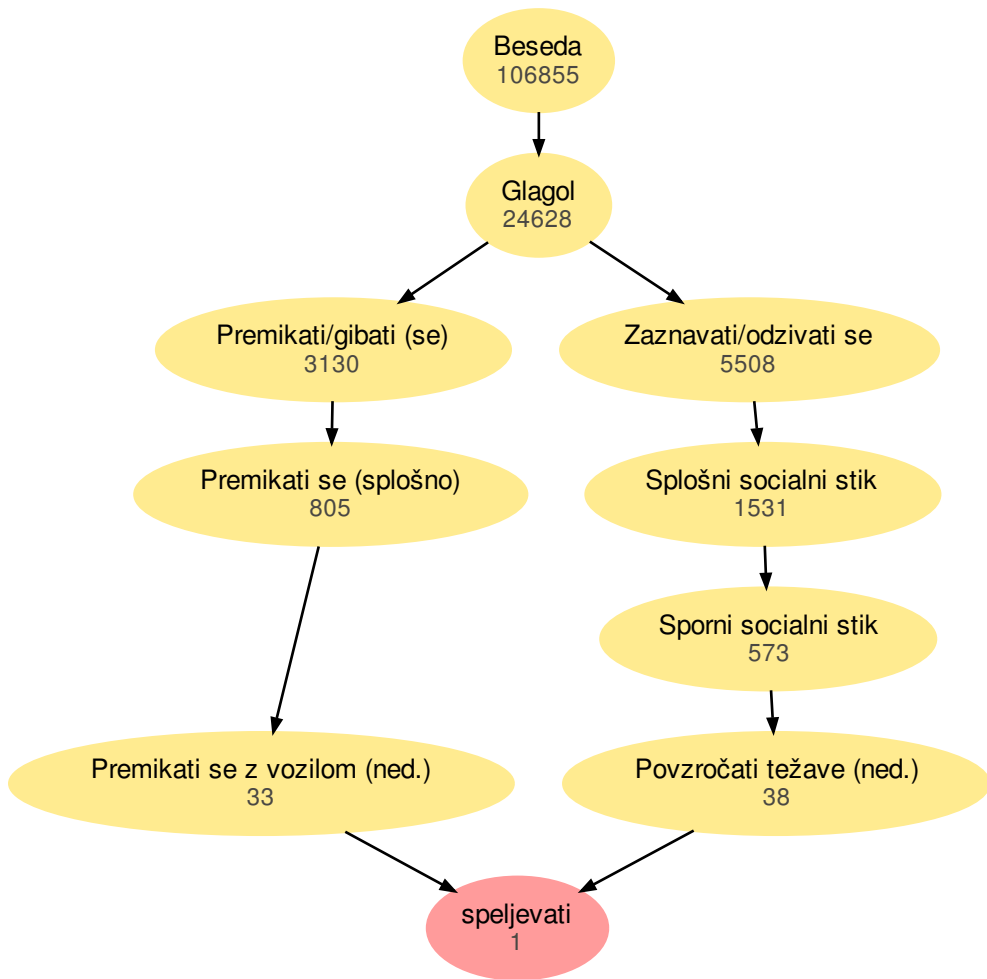 Beseda
106855
Glagol
24628
Premikati/gibati (se)
3130
Zaznavati/odzivati se
5508
Premikati se (splošno)
805
Splošni socialni stik
1531
Sporni socialni stik
573
Premikati se z vozilom (ned.)
33
Povzročati težave (ned.)
38
speljevati
1